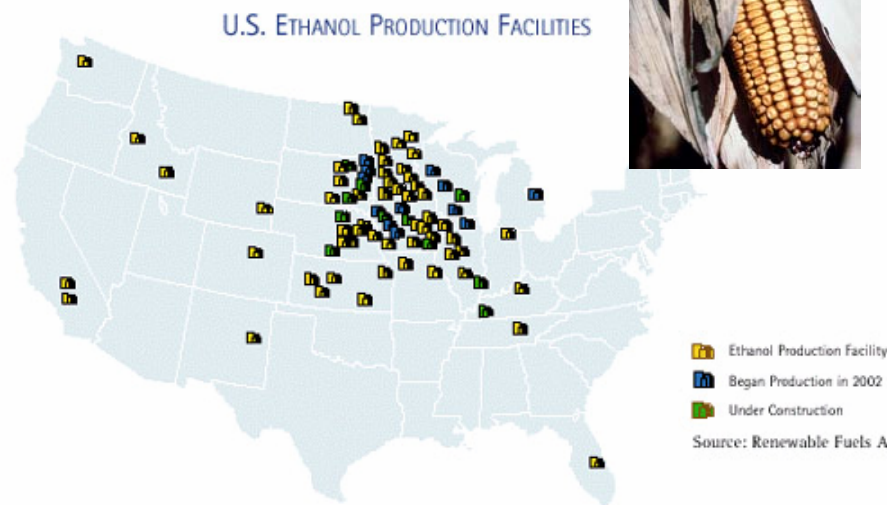 U.S. ETHANOL PRODUCTION FACILITIES
Ethanol Production Facility
Began Production in 2002
Under Construction
Source: Renewable Fuels A